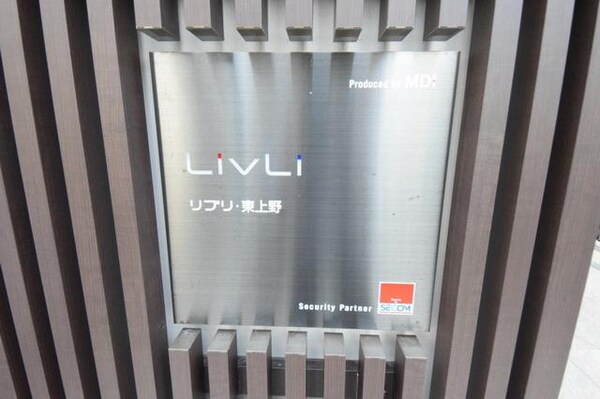 Produced by MDI
LivLi
リブリ・東上野
Security Partner
SECOM